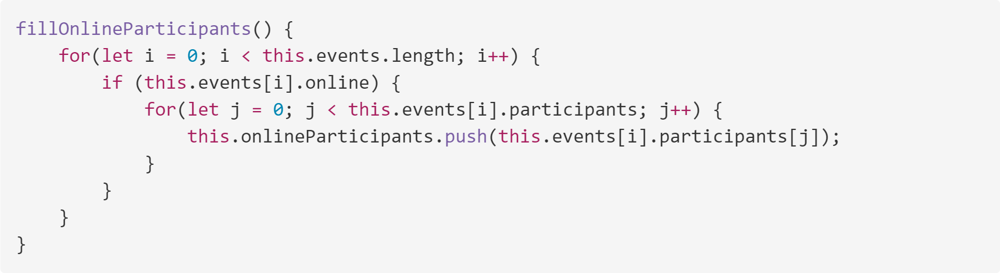 fillOnlineParticipants() {
    for(let i = 0; i < this.events.length; i++) {
        if (this.events[i].online) {
            for(let j = 0; j < this.events[i].participants; j++) {
                this.onlineParticipants.push(this.events[i].participants[j]);
            }
        }
    }
}